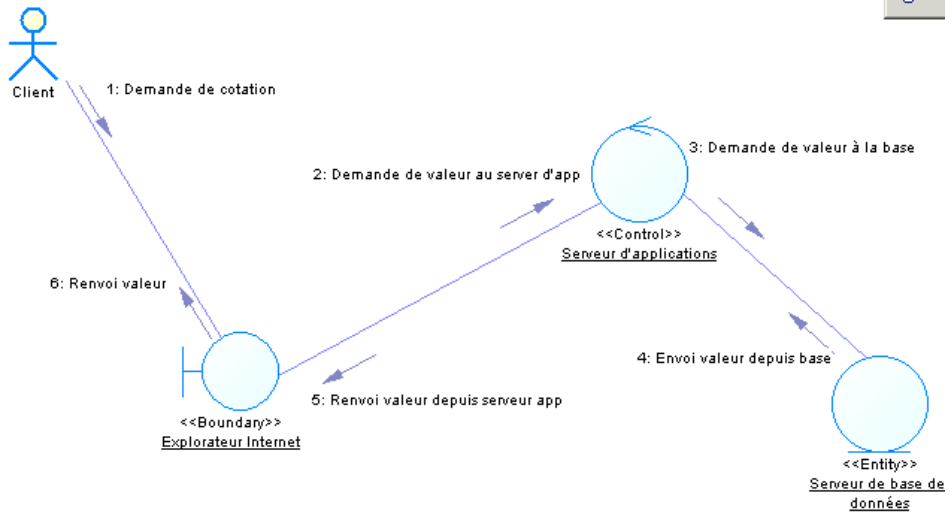 Client
1: Demande de cotation
2: Demande de valeur au server d'app
3: Demande de valeur à la base
<<Control>>
Serveur d'applications
6: Renvoi valeur
4: Envoi valeur depuis base
5: Renvoi valeur depuis serveur app
<<Boundary>>
Explorateur Internet
<<Entity>>
Serveur de base de
données